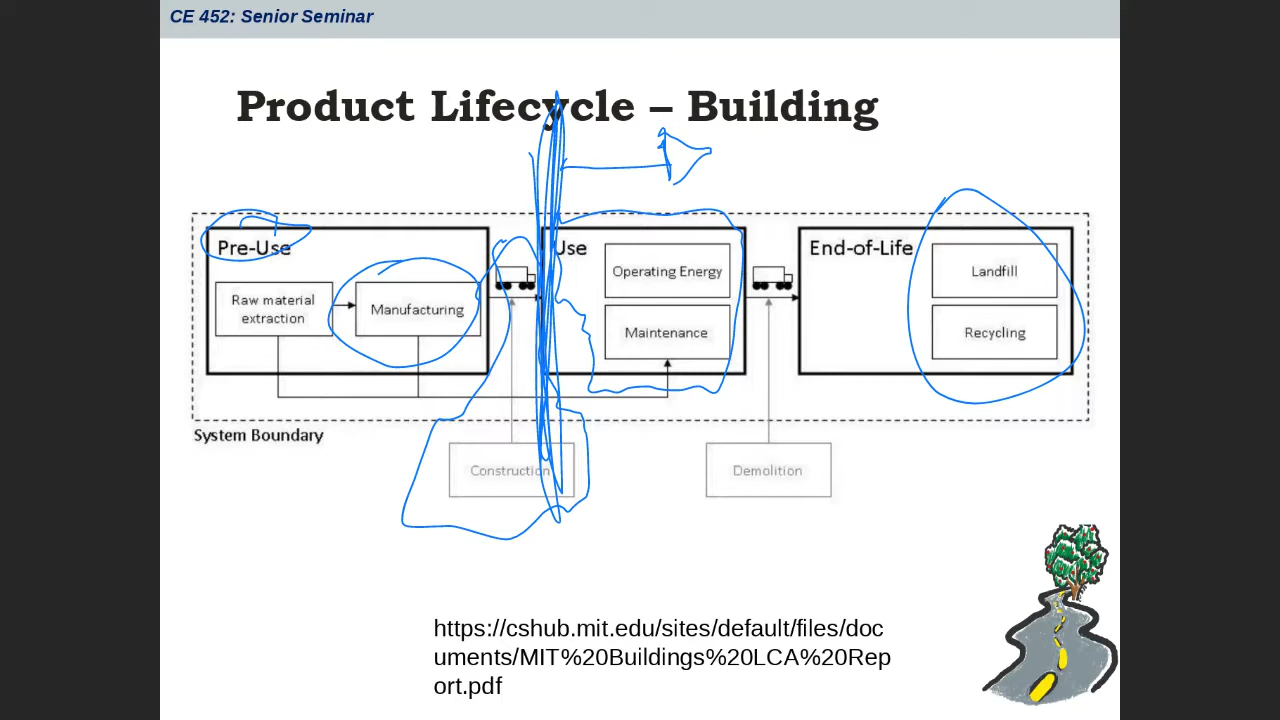 CE 452: Senior Seminar
Product Lifecycle – Building
Pre-Use
Raw material
extraction
Manufacturing
Use
Operating Energy
Maintenance
End-of-Life
Landfill
Recycling
System Boundary
Construction
Demolition
https://cshub.mit.edu/sites/default/files/doc
uments/MIT%20Buildings%20LCA%20Rep
ort.pdf